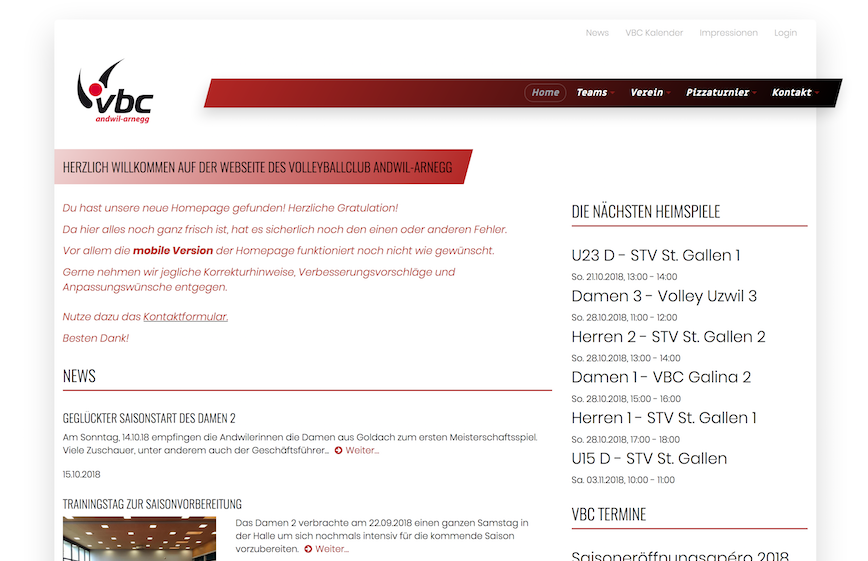 News VBC Kalender Impressionen Login
vbc
andwil-arnegg
Home Teams Verein Pizzaturnier Kontakt
HERZLICH WILLKOMMEN AUF DER WEBSEITE DES VOLLEYBALLCLUB ANDWIL-ARNEGG
Du hast unsere neue Homepage gefunden! Herzliche Gratulation!
Da hier alles noch ganz frisch ist, hat es sicherlich noch den einen oder anderen Fehler.
Vor allem die mobile Version der Homepage funktioniert noch nicht wie gewünscht.
Gerne nehmen wir jegliche Korrekturhinweise, Verbesserungsvorschläge und
Anpassungswünsche entgegen.
Nutze dazu das Kontaktformular.
Besten Dank!
NEWS
GEGLÜCKTER SAISONSTART DES DAMEN 2
Am Sonntag, 14.10.18 empfingen die Andwilerinnen die Damen aus Goldach zum ersten Meisterschaftsspiel.
Viele Zuschauer, unter anderem auch der Geschäftsführer... Weiter...
15.10.2018
TRAININGSTAG ZUR SAISONVORBEREITUNG
Das Damen 2 verbrachte am 22.09.2018 einen ganzen Samstag in
der Halle um sich nochmals intensiv für die kommende Saison
vorzubereiten. Weiter...
DIE NÄCHSTEN HEIMSPIELE
U23 D - STV St. Gallen 1
So. 21.10.2018, 13:00 - 14:00
Damen 3 - Volley Uzwil 3
So. 28.10.2018, 11:00 - 12:00
Herren 2 - STV St. Gallen 2
So. 28.10.2018, 13:00 - 14:00
Damen 1 - VBC Galina 2
So. 28.10.2018, 15:00 - 16:00
Herren 1 - STV St. Gallen 1
So. 28.10.2018, 17:00 - 18:00
U15 D - STV St. Gallen
Sa. 03.11.2018, 10:00 - 11:00
VBC TERMINE
Saisoneröffnungsapéro 2018